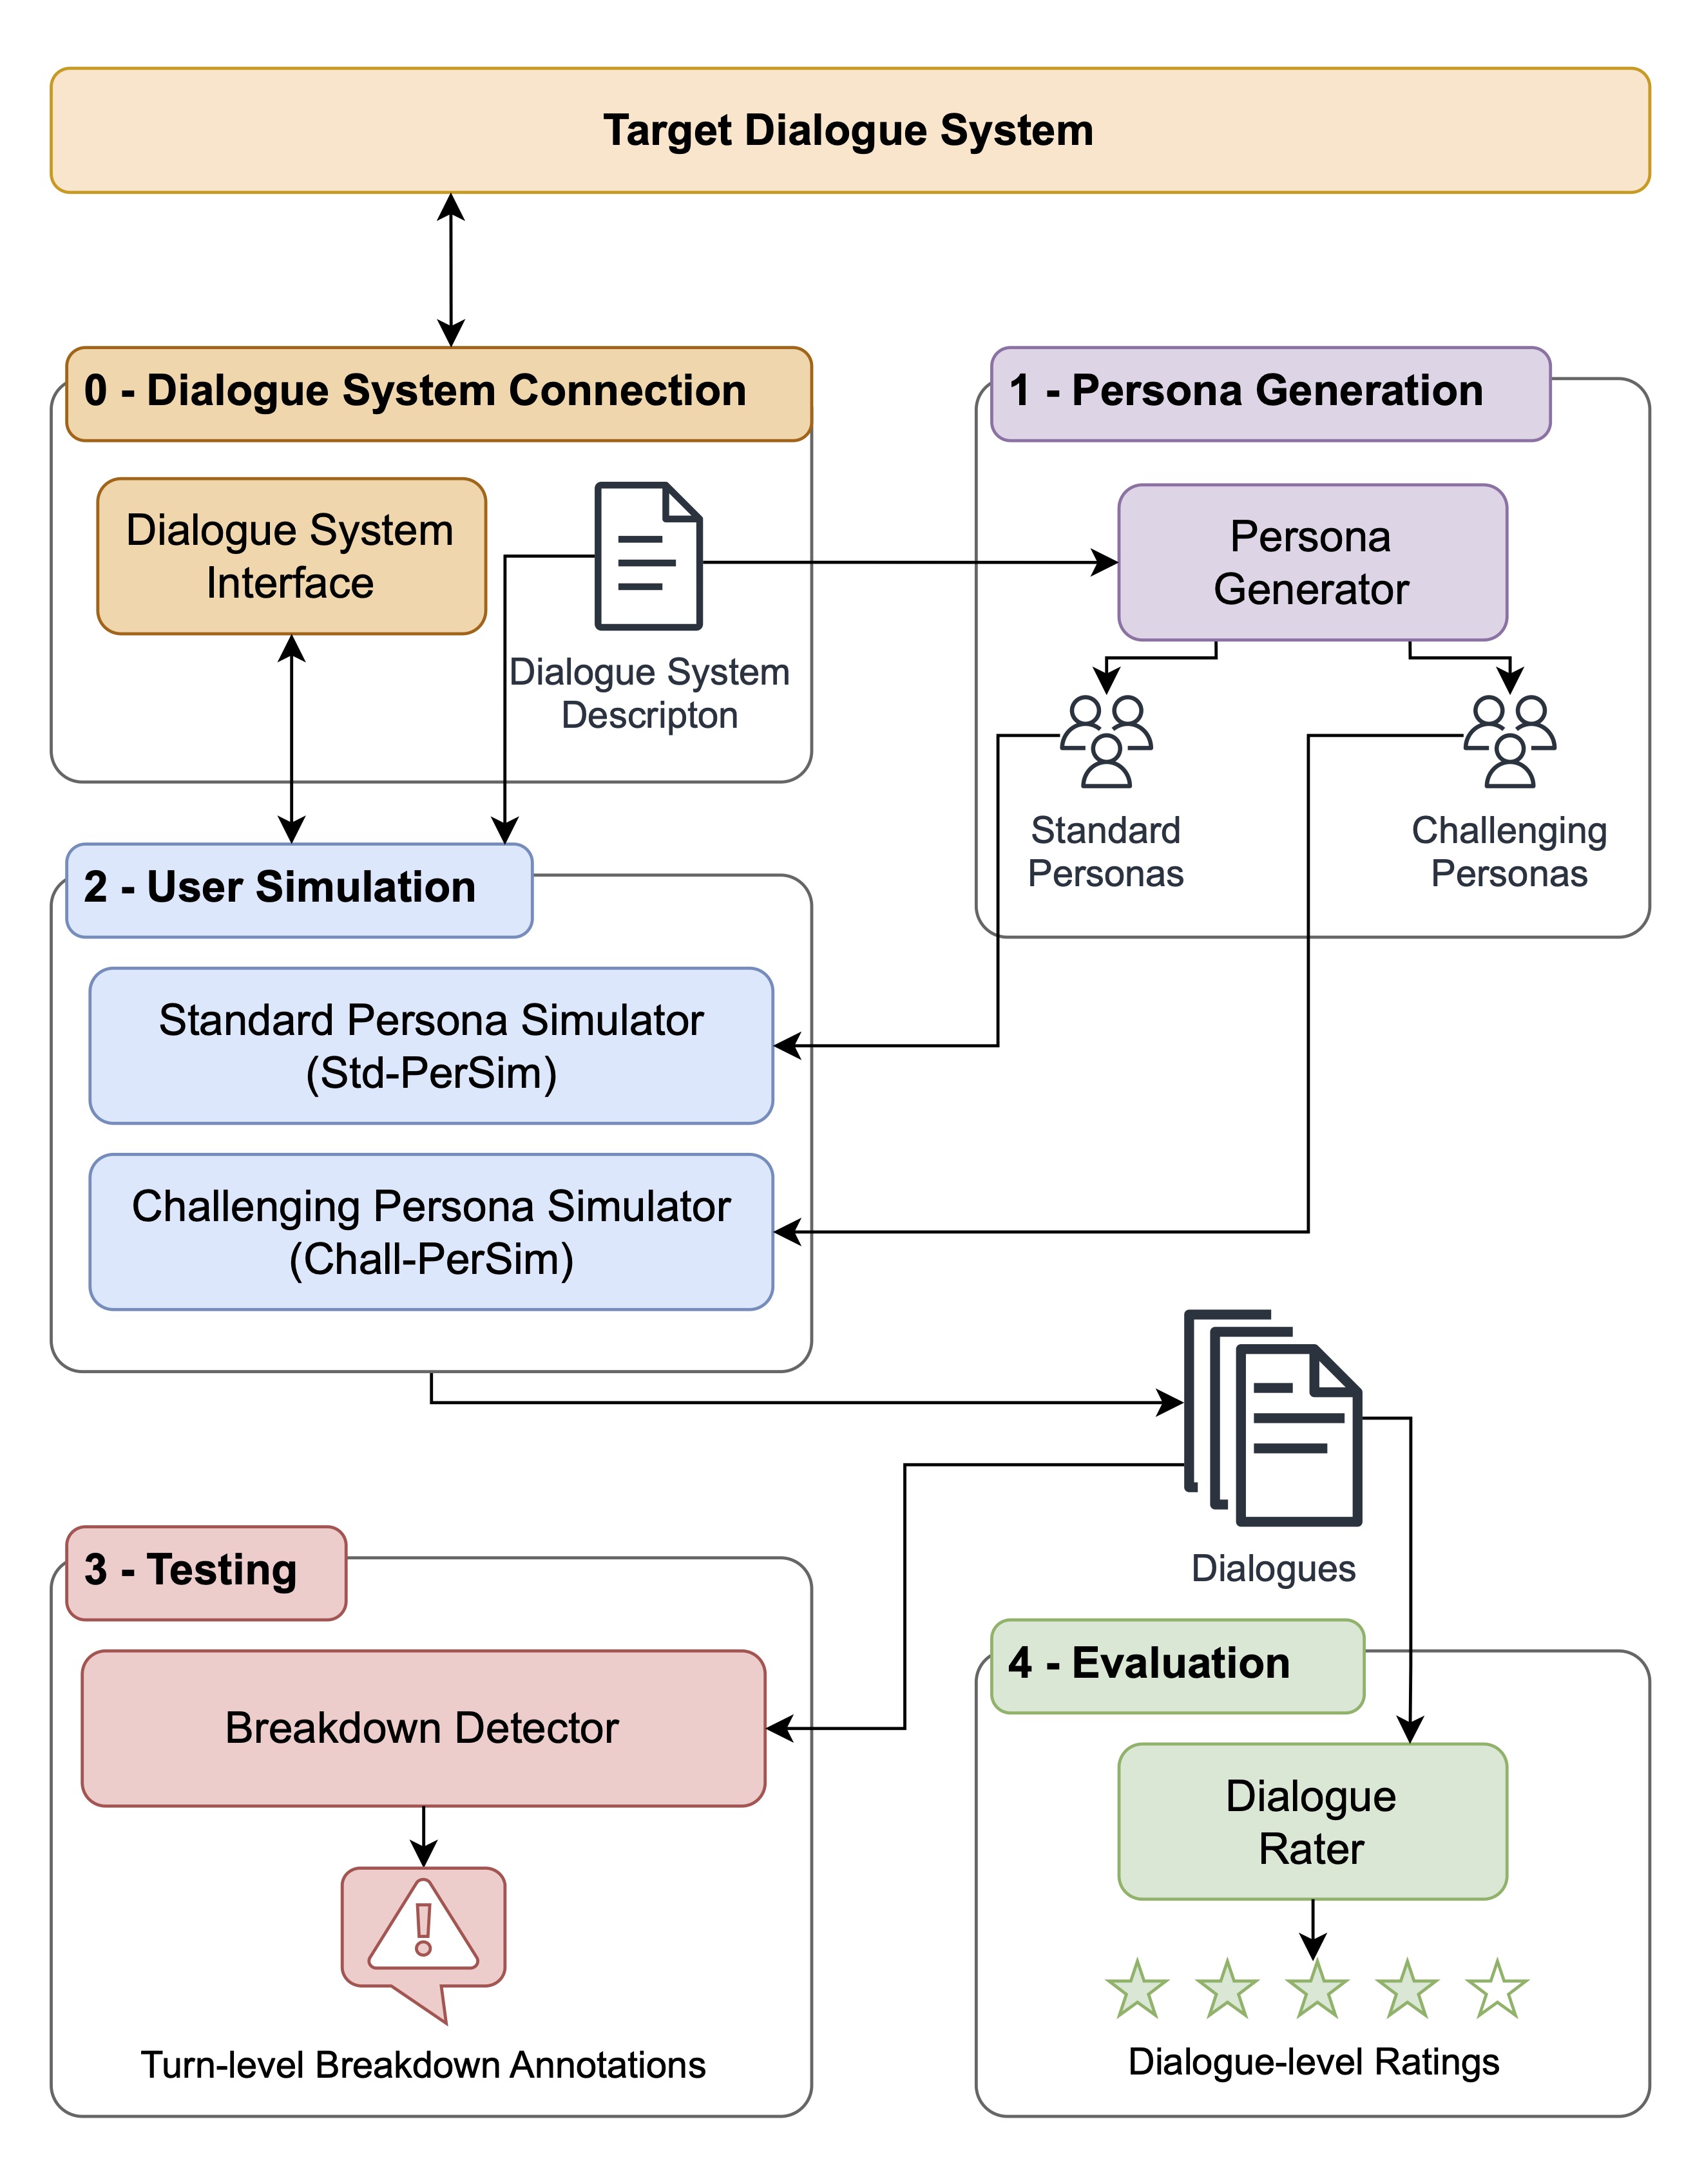 Target Dialogue System
0 - Dialogue System Connection
Dialogue System
Interface
Dialogue System
Descripton
1 - Persona Generation
Persona
Generator
Standard
Personas
Challenging
Personas
2 - User Simulation
Standard Persona Simulator
(Std-PerSim)
Challenging Persona Simulator
(Chall-PerSim)
Dialogues
3 - Testing
Breakdown Detector
Turn-level Breakdown Annotations
4 - Evaluation
Dialogue
Rater
Dialogue-level Ratings